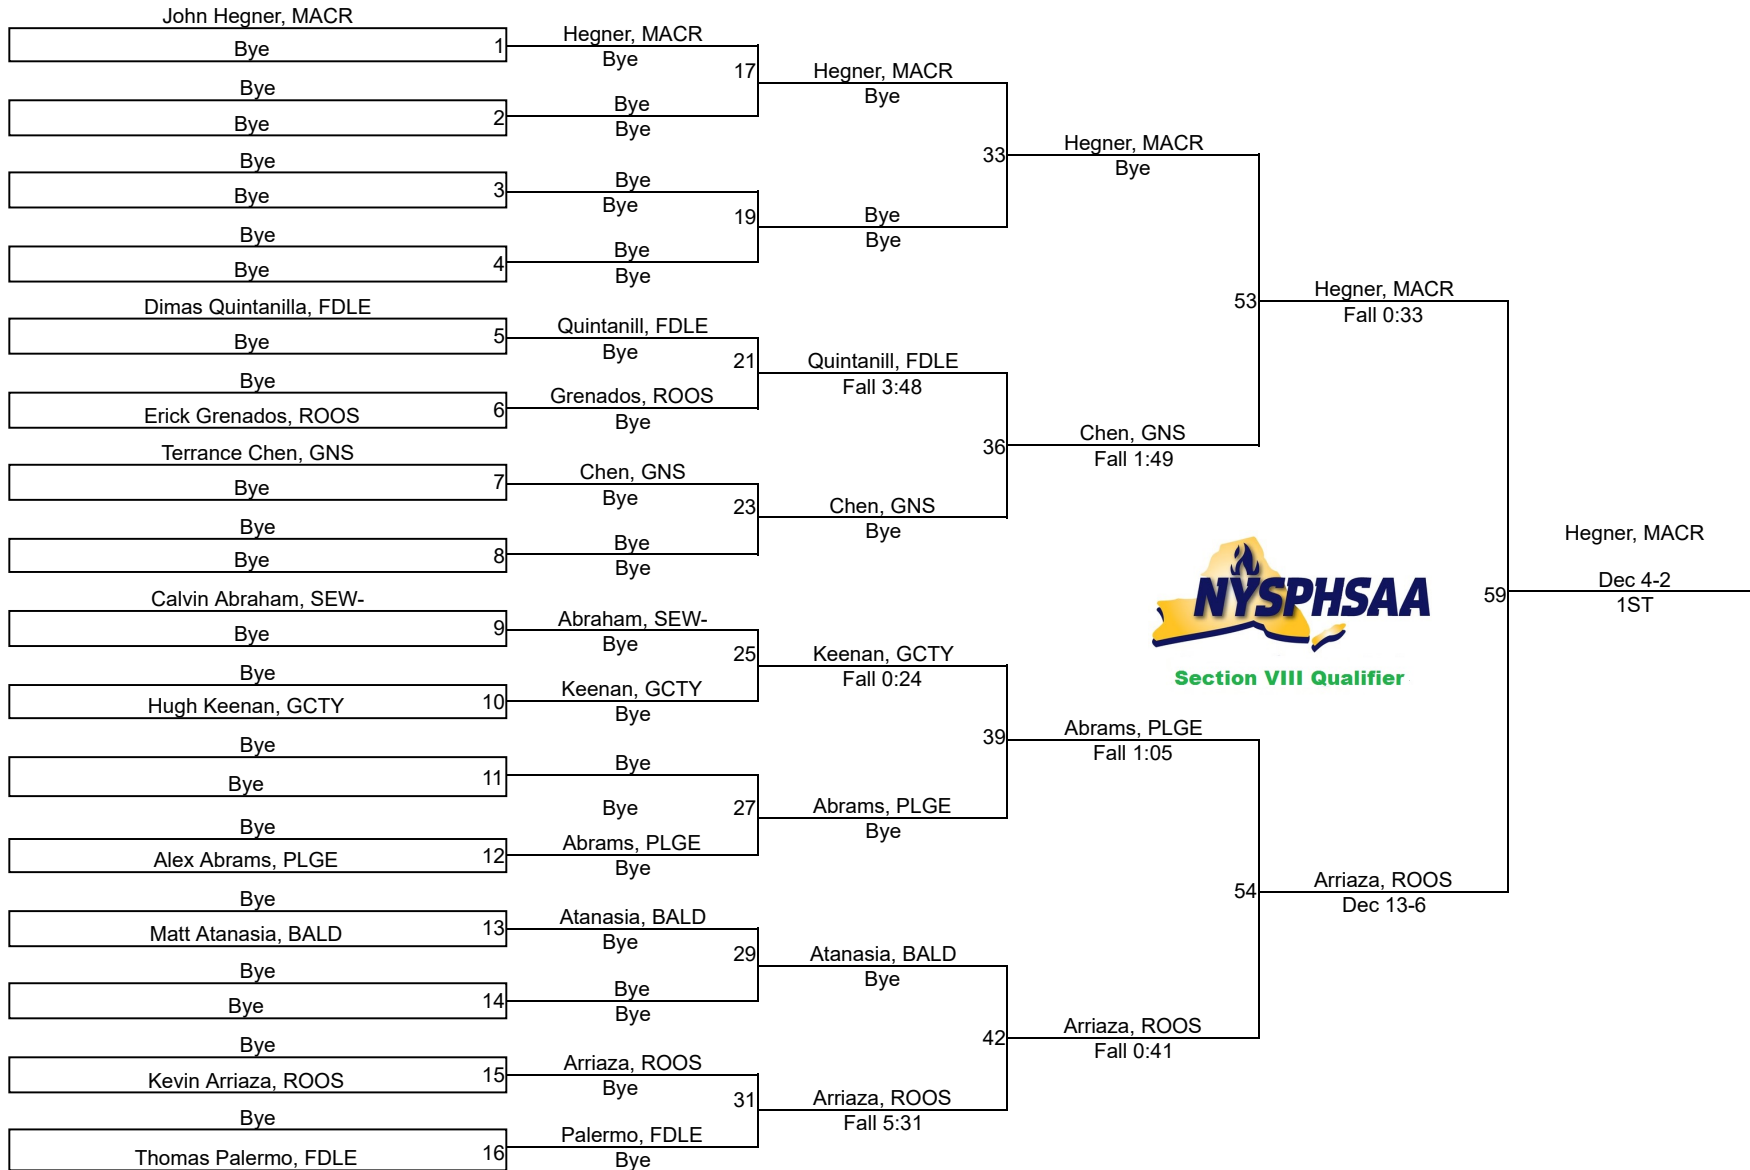 John Hegner, MACR
Bye
1
Bye
Bye
2
Bye
Bye
3
Bye
Bye
4
Dimas Quintanilla, FDLE
Bye
5
Bye
Erick Grenados, ROOS
6
Terrance Chen, GNS
Bye
7
Bye
Bye
8
Calvin Abraham, SEW-
Bye
9
Bye
Hugh Keenan, GCTY
10
Bye
Bye
11
Bye
Alex Abrams, PLGE
12
Bye
Matt Atanasia, BALD
13
Bye
Bye
14
Bye
Kevin Arriaza, ROOS
15
Bye
Thomas Palermo, FDLE
16
Hegner, MACR
Bye
17
Bye
Bye
Bye
Bye
19
Bye
Bye
Quintanill, FDLE
Bye
21
Grenados, ROOS
Bye
Chen, GNS
Bye
23
Bye
Bye
Abraham, SEW-
Bye
25
Keenan, GCTY
Bye
Bye
Bye
27
Abrams, PLGE
Bye
Atanasia, BALD
Bye
29
Bye
Bye
Arriaza, ROOS
Bye
31
Palermo, FDLE
Bye
Hegner, MACR
Bye
33
Bye
Bye
Quintanill, FDLE
Fall 3:48
36
Chen, GNS
Bye
Keenan, GCTY
Fall 0:24
39
Abrams, PLGE
Bye
Atanasia, BALD
Bye
42
Arriaza, ROOS
Fall 5:31
Hegner, MACR
Bye
53
Chen, GNS
Fall 1:49
Abrams, PLGE
Fall 1:05
54
Arriaza, ROOS
Fall 0:41
Hegner, MACR
Fall 0:33
NYSPHSAA
Section VIII Qualifier
59
Arriaza, ROOS
Dec 13-6
Hegner, MACR
Dec 4-2
1ST